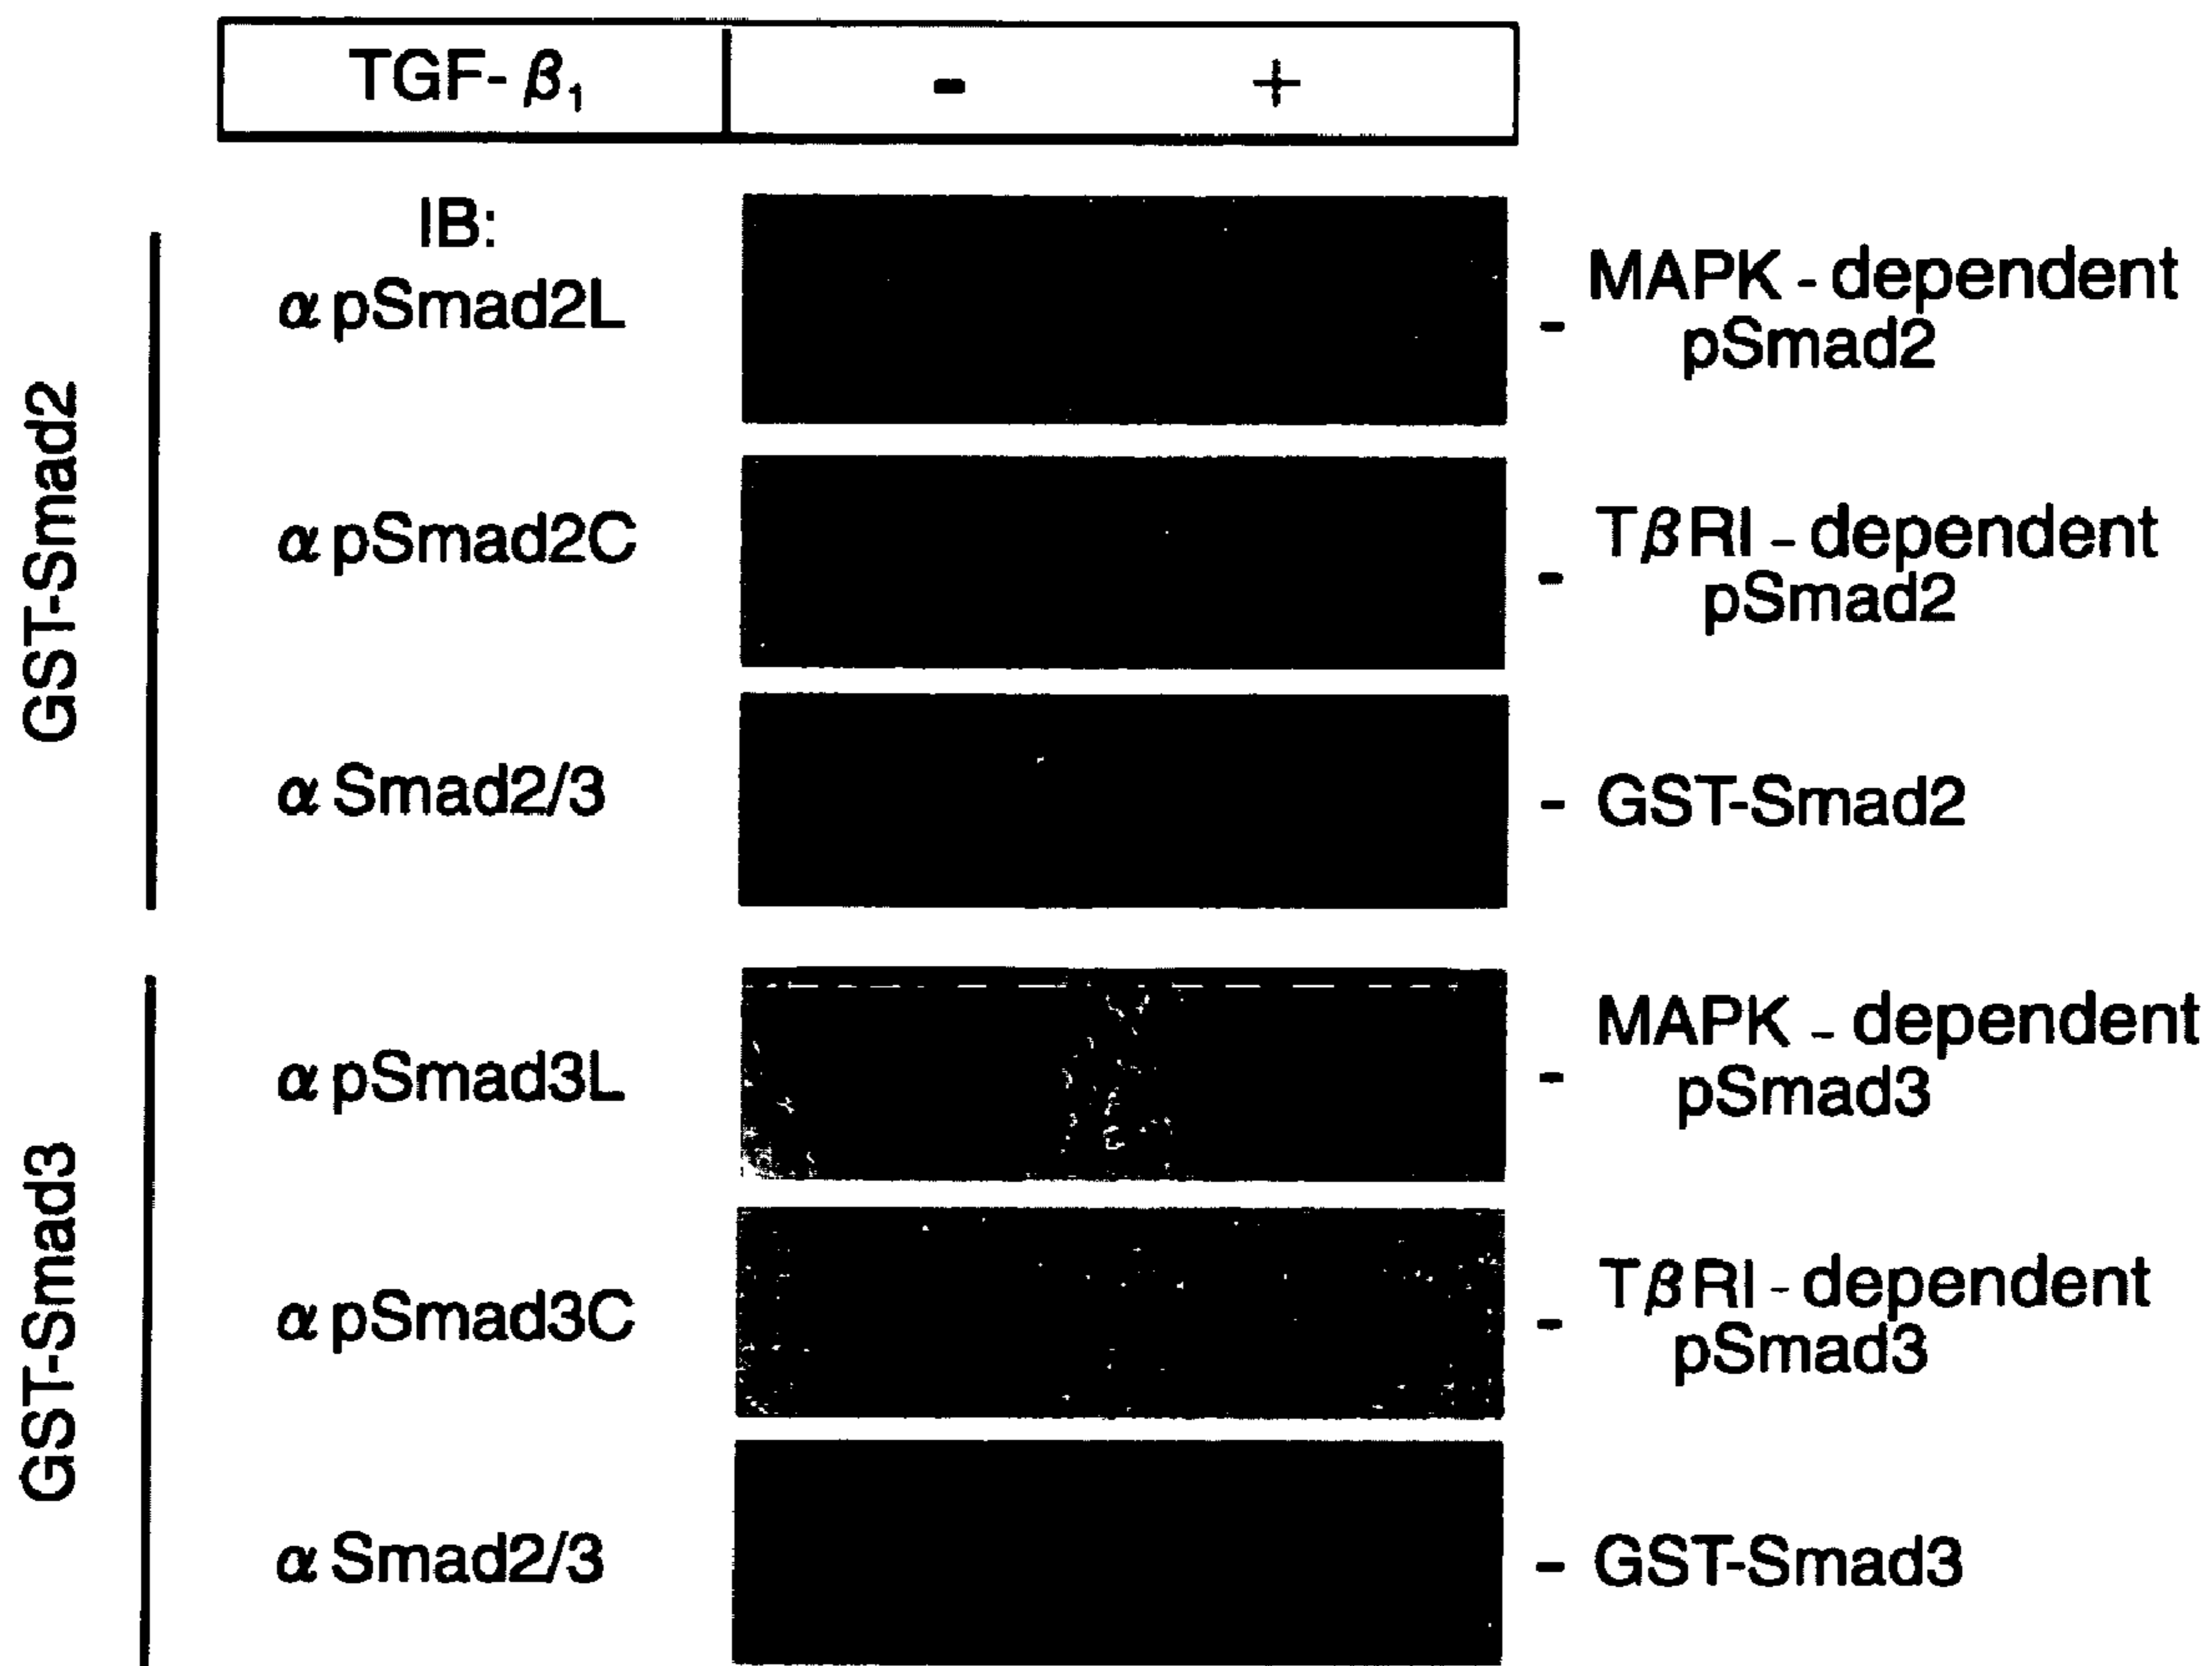 TGF- β₁ - +
GST-Smad2
IB:
α pSmad2L
- MAPK - dependent
pSmad2
α pSmad2C
- TβRI - dependent
pSmad2
α Smad2/3
- GST-Smad2
GST-Smad3
α pSmad3L
- MAPK - dependent
pSmad3
α pSmad3C
- TβRI - dependent
pSmad3
α Smad2/3
- GST-Smad3